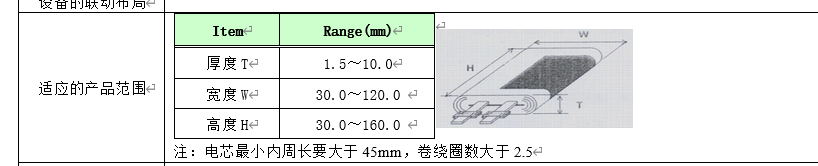 设备的联动布局
适应的产品范围
Item Range(mm)
厚度T 1.5～10.0
宽度W 30.0～120.0
高度H 30.0～160.0
W
H
T
注：电芯最小内周长要大于45mm，卷绕圈数大于2.5